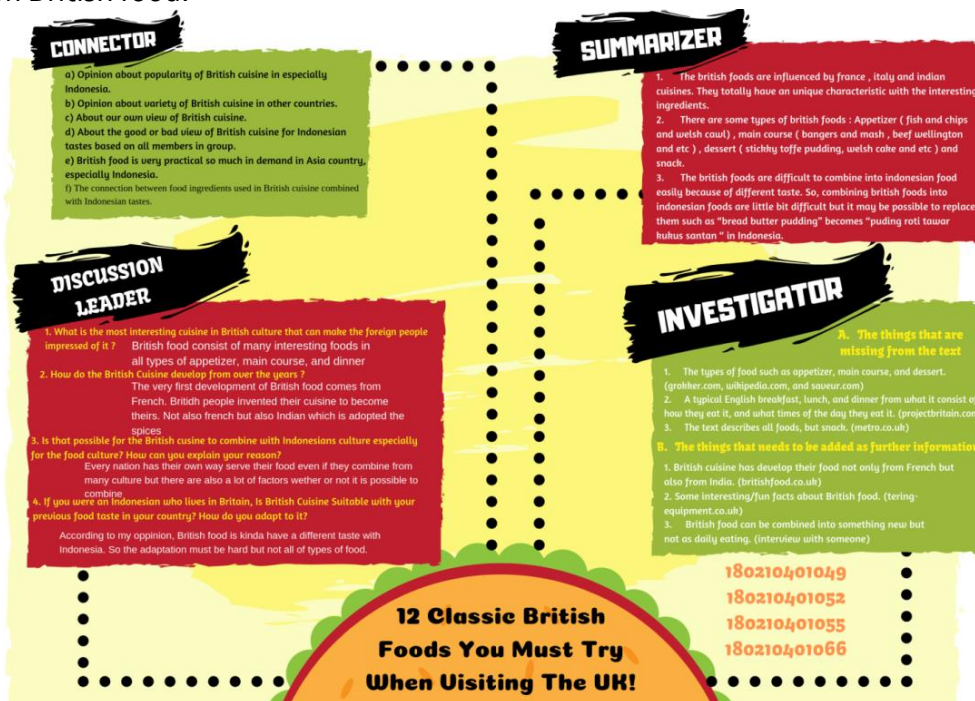 on British food.
CONNECTOR
a) Opinion about popularity of British cuisine in especially
Indonesia.
b) Opinion about variety of British cuisine in other countries.
c) About our own view of British cuisine.
d) About the good or bad view of British cuisine for Indonesian
tastes based on all members in group.
e) British food is very practical so much in demand in Asia country,
especially Indonesia.
f) The connection between food ingredients used in British cuisine combined
with Indonesian tastes.
SUMMARIZER
1. The british foods are influenced by france , italy and indian
cuisines. They totally have an unique characteristic with the interesting
ingredients.
2. There are some types of british foods : Appetizer ( fish and chips
and welsh cawl) , main course ( bangers and mash , beef wellington
and etc ) , dessert ( stickky toffe pudding, welsh cake and etc ) and
snack.
3. The british foods are difficult to combine into indonesian food
easily because of different taste. So, combining british foods into
indonesian foods are little bit difficult but it may be possible to replace
them such as “bread butter pudding” becomes “puding roti tawar
kukus santan “ in Indonesia.
DISCUSSION
LEADER
1. What is the most interesting cuisine in British culture that can make the foreign people
impressed of it ?
British food consist of many interesting foods in
all types of appetizer, main course, and dinner
2. How do the British Cuisine develop from over the years ?
The very first development of British food comes from
French. Britidh people invented their cuisine to become
theirs. Not also french but also Indian which is adopted the
spices
3. Is that possible for the British cusine to combine with Indonesians culture especially
for the food culture? How can you explain your reason?
Every nation has their own way serve their food even if they combine from
many culture but there are also a lot of factors wether or not it is possible to
combine
4. If you were an Indonesian who lives in Britain, Is British Cuisine Suitable with your
previous food taste in your country? How do you adapt to it?
According to my oppinion, British food is kinda have a different taste with
Indonesia. So the adaptation must be hard but not all of types of food.
INVESTIGATOR
A. The things that are
missing from the text
1. The types of food such as appetizer, main course, and dessert.
(grokker.com, wikipedia.com, and saveur.com)
2. A typical English breakfast, lunch, and dinner from what it consist of
how they eat it, and what times of the day they eat it. (projectbritain.com
3. The text describes all foods, but snack. (metro.co.uk)
B. The things that needs to be added as further information
1. British cuisine has develop their food not only from French but
also from India. (britishfood.co.uk)
2. Some interesting/fun facts about British food. (tering-
equipment.co.uk)
3. British food can be combined into something new but
not as daily eating. (interview with someone)
180210401049
180210401052
180210401055
180210401066
12 Classic British
Foods You Must Try
When Visiting The UK!